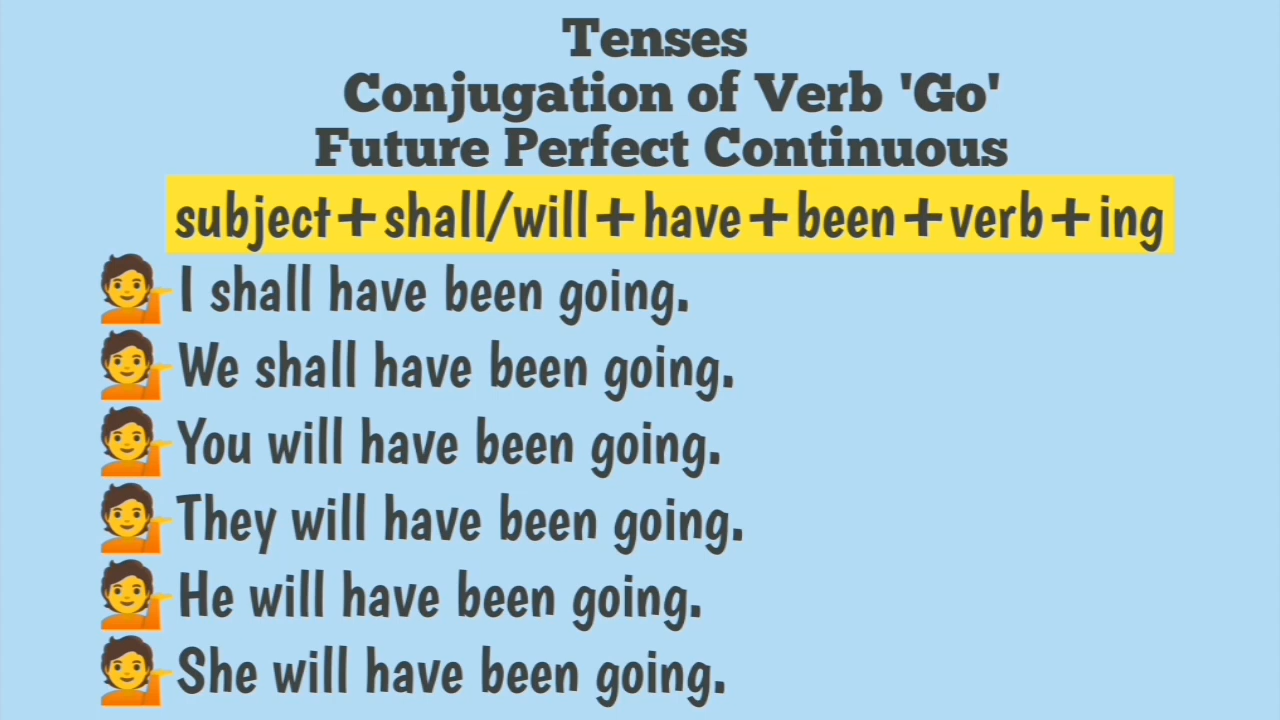 Tenses
Conjugation of Verb 'Go'
Future Perfect Continuous
subject+shall/will+have+been+verb+ing
I shall have been going.
We shall have been going.
You will have been going.
They will have been going.
He will have been going.
She will have been going.